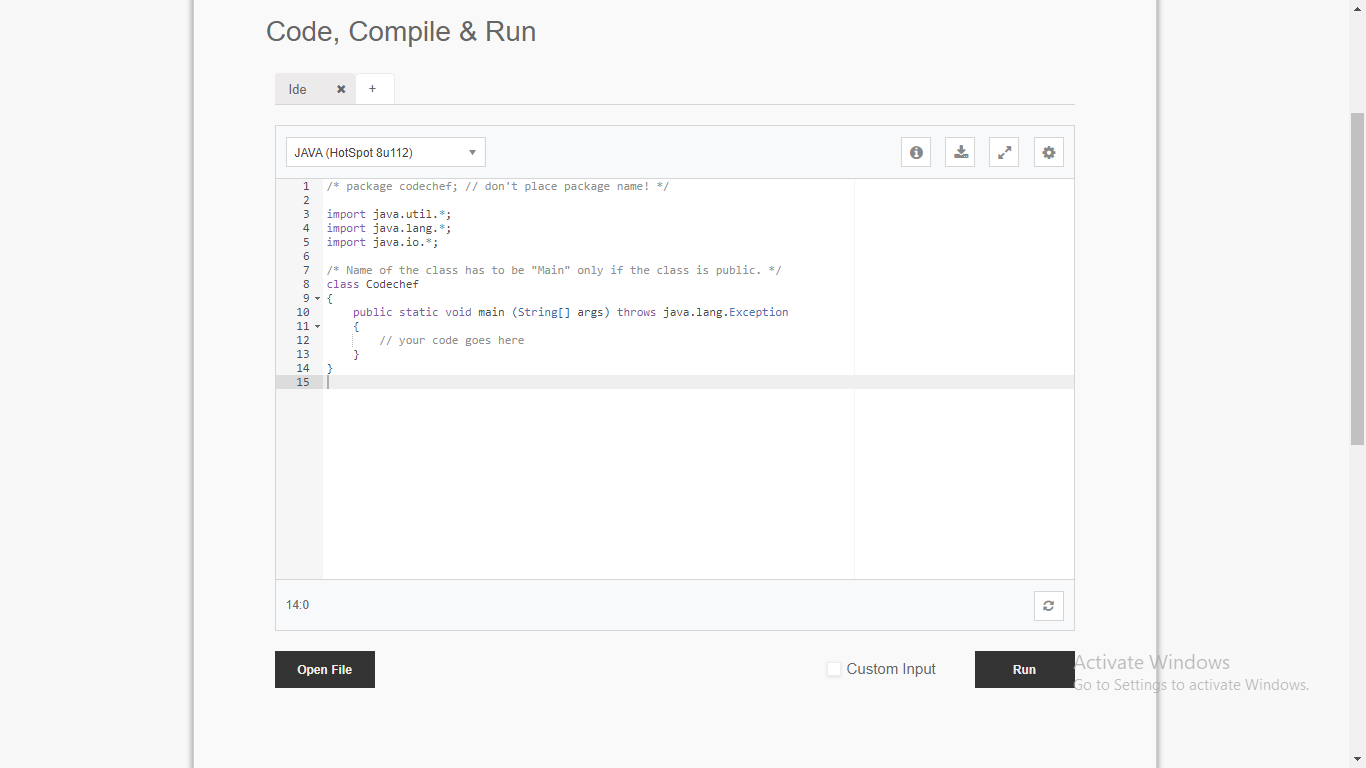 Code, Compile & Run
Ide ✖ +
JAVA (HotSpot 8u112)
1 /* package codechef; // don't place package name! */
2
3 import java.util.*;
4 import java.lang.*;
5 import java.io.*;
6
7 /* Name of the class has to be "Main" only if the class is public. */
8 class Codechef
9 {
10 public static void main (String[] args) throws java.lang.Exception
11 {
12 // your code goes here
13 }
14 }
15
14:0
Open File
Custom Input
Run
Activate Windows
Go to Settings to activate Windows.